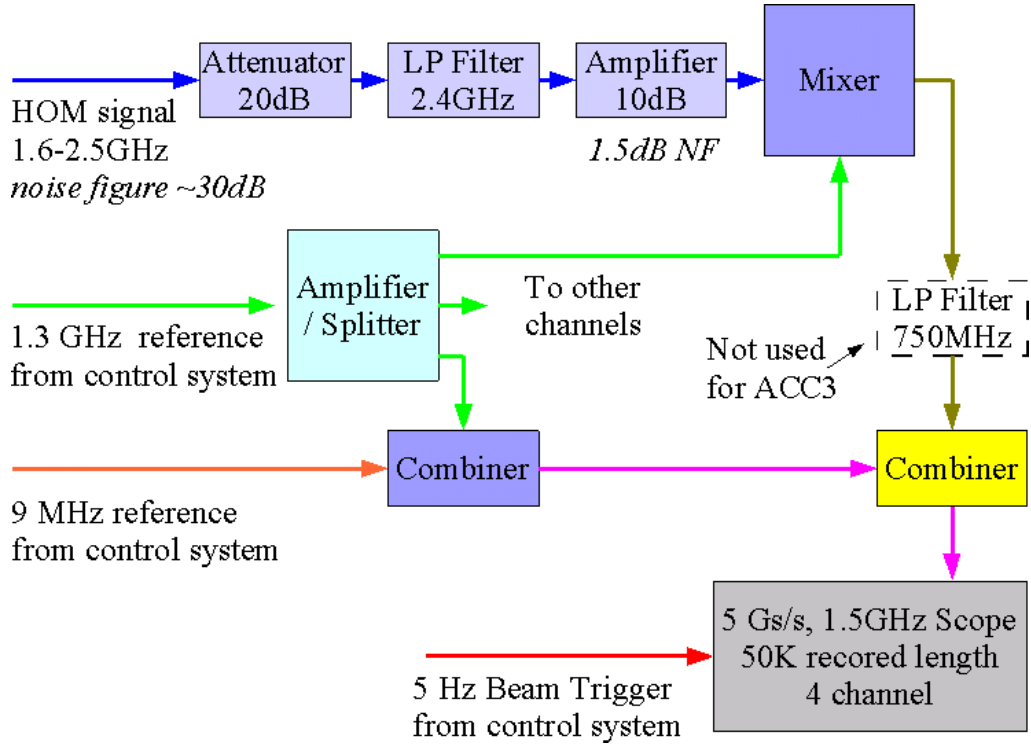 Attenuator
20dB
LP Filter
2.4GHz
Amplifier
10dB
Mixer
HOM signal
1.6-2.5GHz
noise figure ~30dB
1.5dB NF
Amplifier
/ Splitter
To other
channels
1.3 GHz reference
from control system
LP Filter
750MHz
Not used
for ACC3
Combiner
Combiner
9 MHz reference
from control system
5 Gs/s, 1.5GHz Scope
50K recored length
4 channel
5 Hz Beam Trigger
from control system